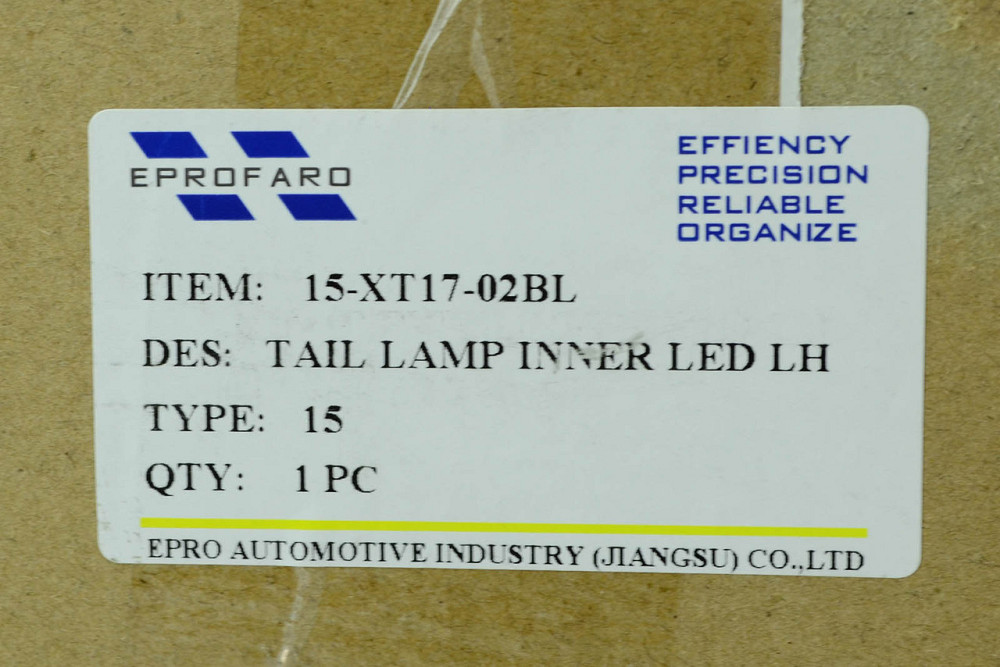 EPROFARO
EFFIENCY
PRECISION
RELIABLE
ORGANIZE
ITEM: 15-XT17-02BL
DES: TAIL LAMP INNER LED LH
TYPE: 15
QTY: 1 PC
EPRO AUTOMOTIVE INDUSTRY (JIANGSU) CO.,LTD